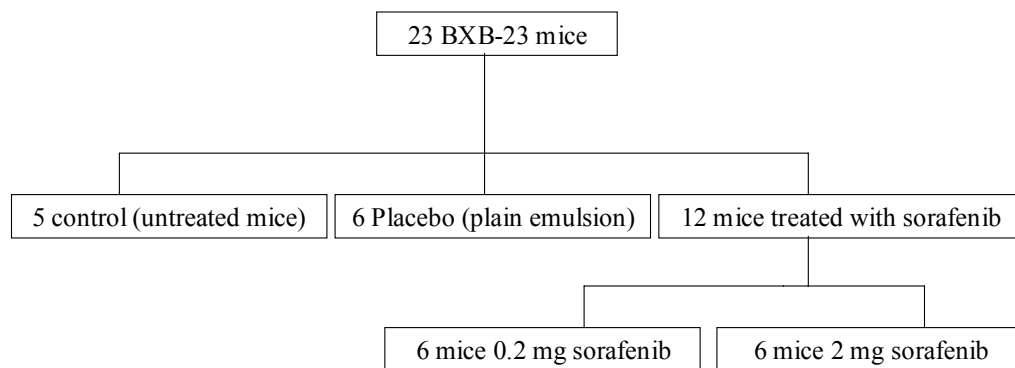 23 BXB-23 mice
5 control (untreated mice)
6 Placebo (plain emulsion)
12 mice treated with sorafenib
6 mice 0.2 mg sorafenib
6 mice 2 mg sorafenib